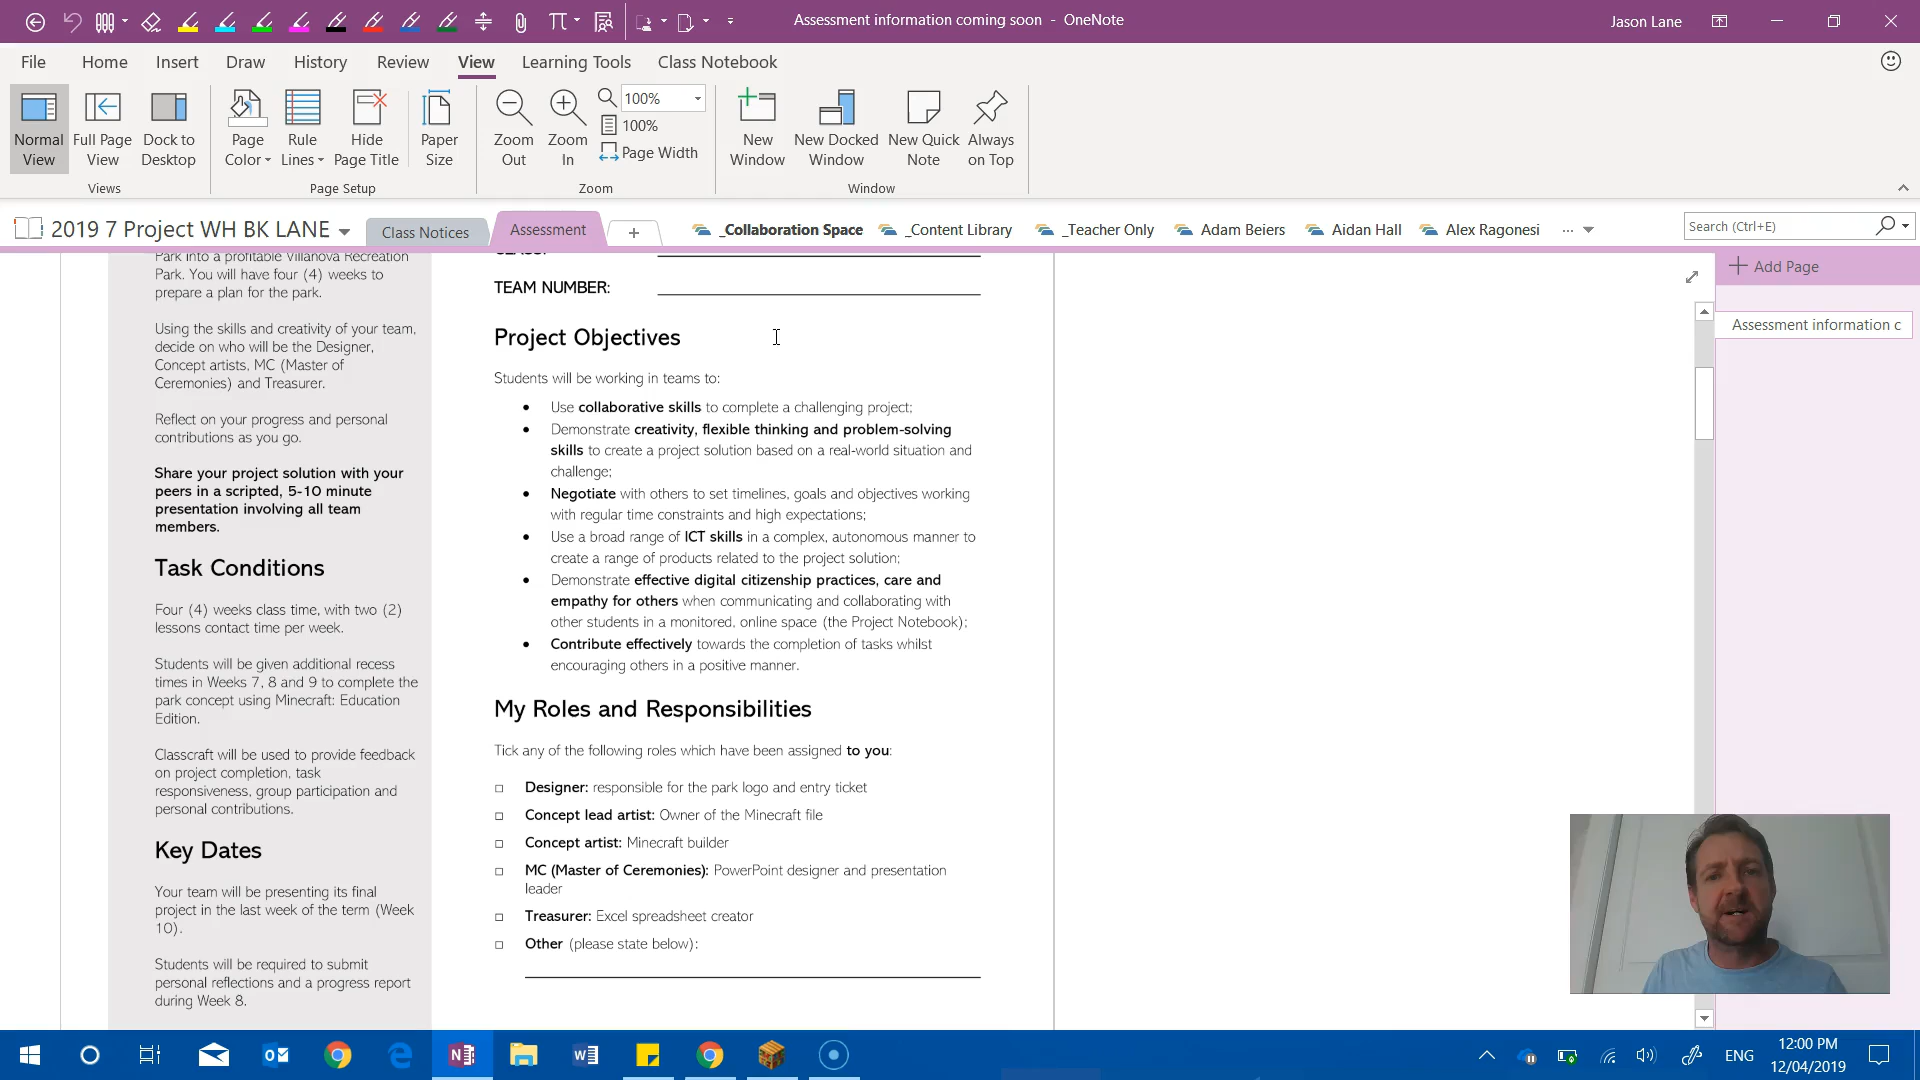 Assessment information coming soon - OneNote
Jason Lane
File Home Insert Draw History Review View Learning Tools Class Notebook
Normal View
Full Page View
Dock to Desktop
Views
Page Color
Rule Lines
Hide Page Title
Paper Size
Page Setup
Zoom Out
Zoom In
100%
100%
Page Width
Zoom
New Window
New Docked Window
New Quick Note
Always on Top
Window
2019 7 Project WH BK LANE
Class Notices
Assessment
_Collaboration Space
_Content Library
_Teacher Only
Adam Beiers
Aidan Hall
Alex Ragonesi
...
Search (Ctrl+E)
Add Page
Assessment information c
Park into a profitable Villanova Recreation
Park. You will have four (4) weeks to
prepare a plan for the park.
Using the skills and creativity of your team,
decide on who will be the Designer,
Concept artists, MC (Master of
Ceremonies) and Treasurer.
Reflect on your progress and personal
contributions as you go.
Share your project solution with your
peers in a scripted, 5-10 minute
presentation involving all team
members.
Task Conditions
Four (4) weeks class time, with two (2)
lessons contact time per week.
Students will be given additional recess
times in Weeks 7, 8 and 9 to complete the
park concept using Minecraft: Education
Edition.
Classcraft will be used to provide feedback
on project completion, task
responsiveness, group participation and
personal contributions.
Key Dates
Your team will be presenting its final
project in the last week of the term (Week
10).
Students will be required to submit
personal reflections and a progress report
during Week 8.
TEAM NUMBER:
Project Objectives
Students will be working in teams to:
• Use collaborative skills to complete a challenging project;
• Demonstrate creativity, flexible thinking and problem-solving
skills to create a project solution based on a real-world situation and
challenge;
• Negotiate with others to set timelines, goals and objectives working
with regular time constraints and high expectations;
• Use a broad range of ICT skills in a complex, autonomous manner to
create a range of products related to the project solution;
• Demonstrate effective digital citizenship practices, care and
empathy for others when communicating and collaborating with
other students in a monitored, online space (the Project Notebook);
• Contribute effectively towards the completion of tasks whilst
encouraging others in a positive manner.
My Roles and Responsibilities
Tick any of the following roles which have been assigned to you:
Designer: responsible for the park logo and entry ticket
Concept lead artist: Owner of the Minecraft file
Concept artist: Minecraft builder
MC (Master of Ceremonies): PowerPoint designer and presentation
leader
Treasurer: Excel spreadsheet creator
Other (please state below):
ENG
12:00 PM
12/04/2019